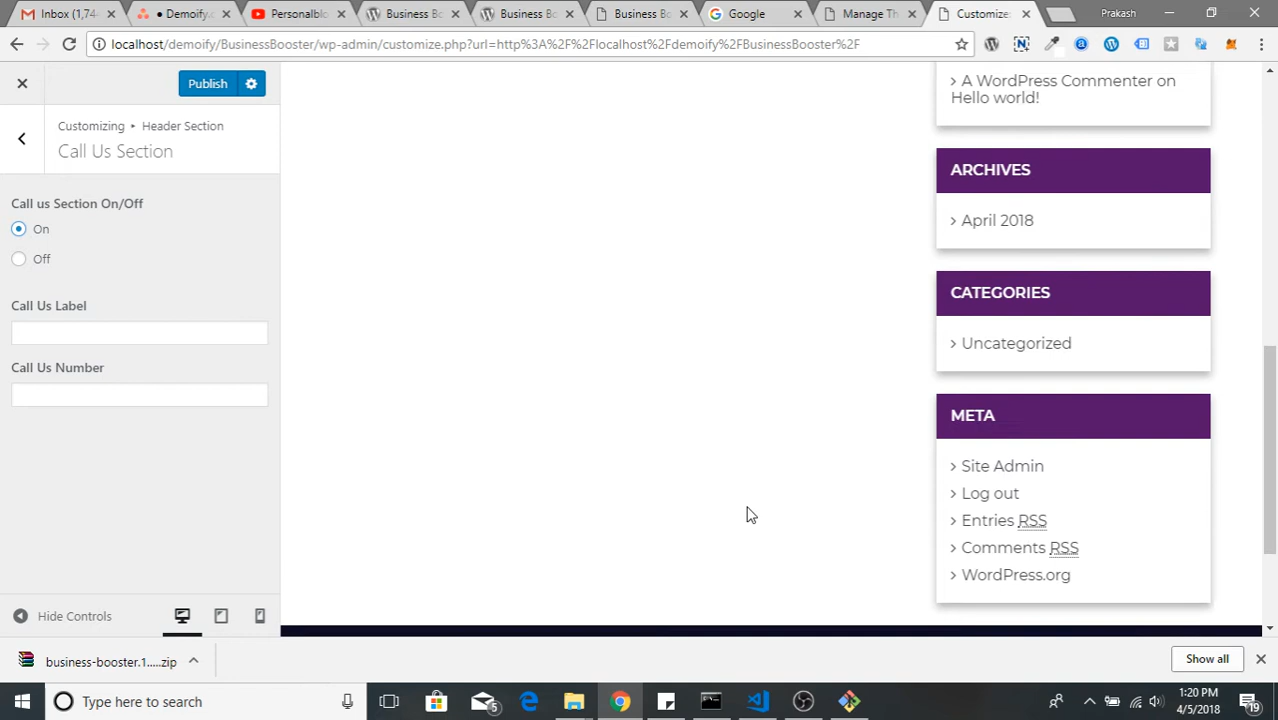 Inbox (1,74
● Demoify.c
Personalblo
Business Bo
Business Bo
Business Bo
Google
Manage Th
Customize:
Prakash
localhost/demoify/BusinessBooster/wp-admin/customize.php?url=http%3A%2F%2Flocalhost%2Fdemoify%2FBusinessBooster%2F
Publish
Customizing ▸ Header Section
Call Us Section
Call us Section On/Off
On
Off
Call Us Label
Call Us Number
Hide Controls
> A WordPress Commenter on
Hello world!
ARCHIVES
> April 2018
CATEGORIES
> Uncategorized
META
> Site Admin
> Log out
> Entries RSS
> Comments RSS
> WordPress.org
business-booster.1.....zip
Show all
Type here to search
5
1:20 PM
4/5/2018
19